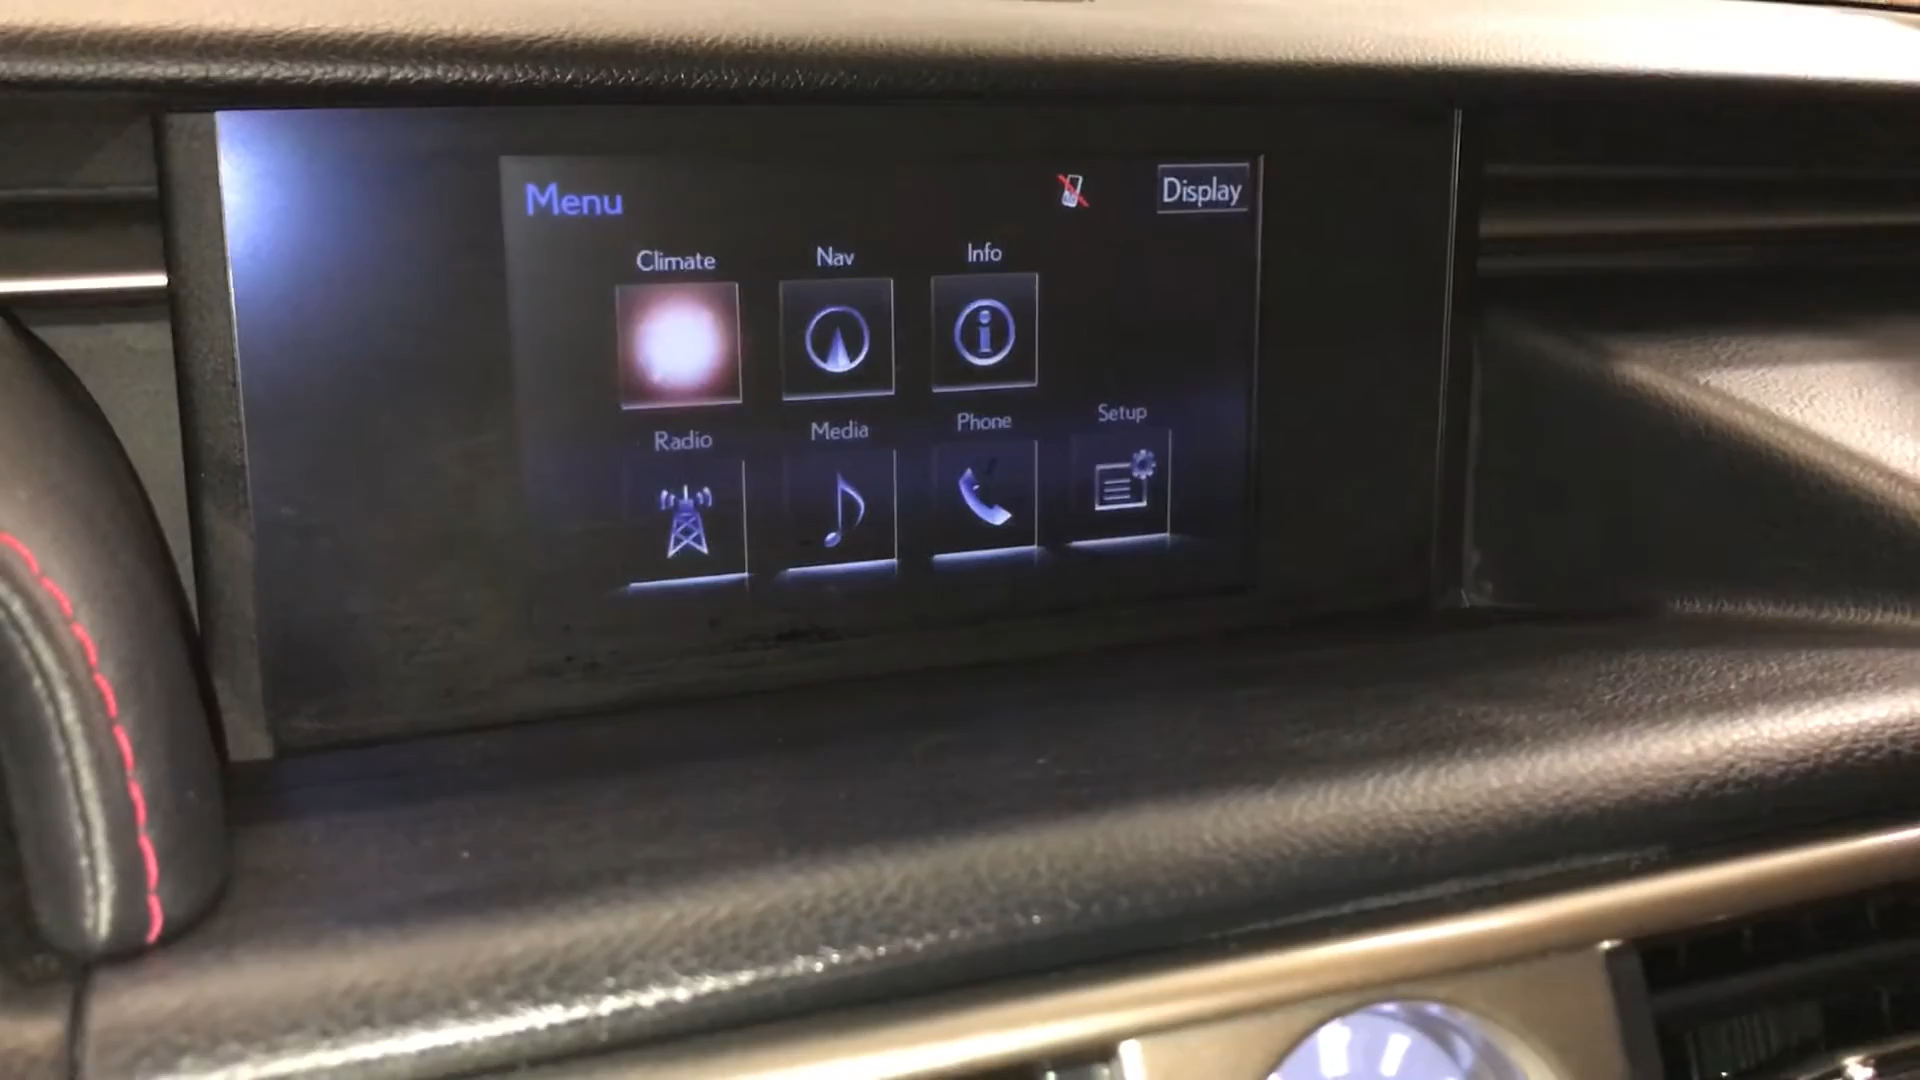 Menu
Display
Climate
Nav
Info
Radio
Media
Phone
Setup